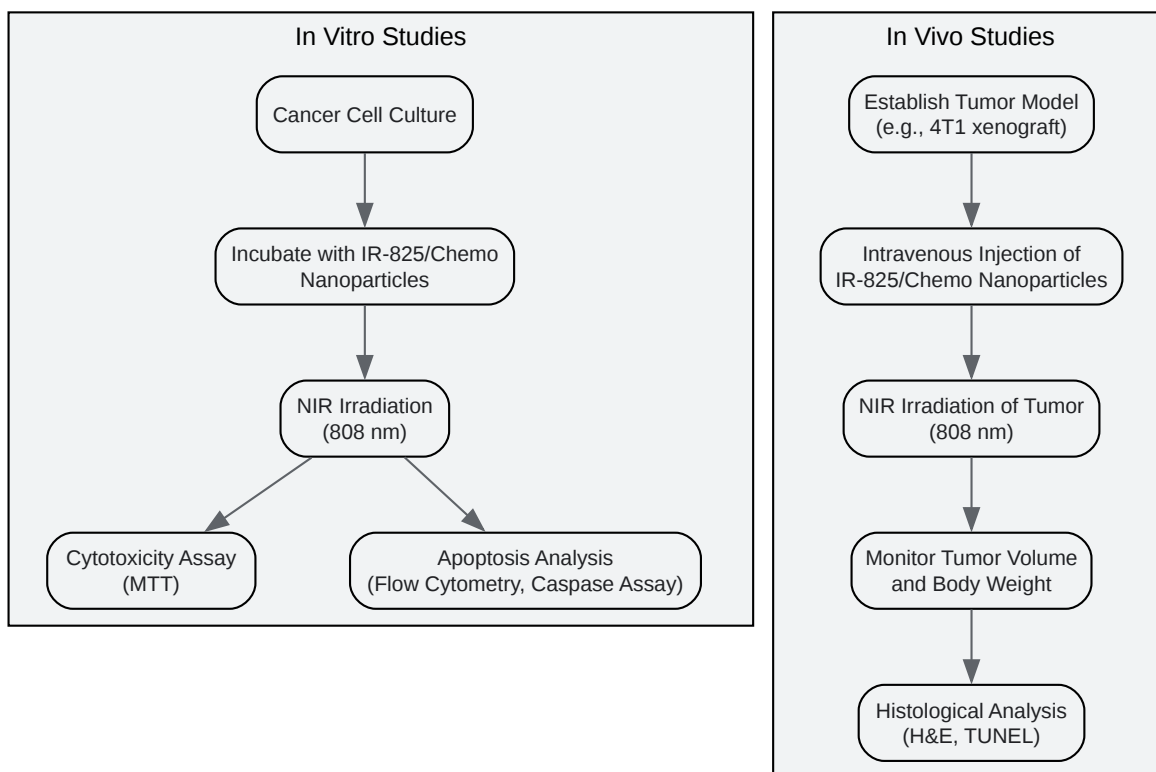 In Vitro Studies
Cancer Cell Culture
Incubate with IR-825/Chemo
Nanoparticles
NIR Irradiation
(808 nm)
Cytotoxicity Assay
(MTT)
Apoptosis Analysis
(Flow Cytometry, Caspase Assay)
In Vivo Studies
Establish Tumor Model
(e.g., 4T1 xenograft)
Intravenous Injection of
IR-825/Chemo Nanoparticles
NIR Irradiation of Tumor
(808 nm)
Monitor Tumor Volume
and Body Weight
Histological Analysis
(H&E, TUNEL)